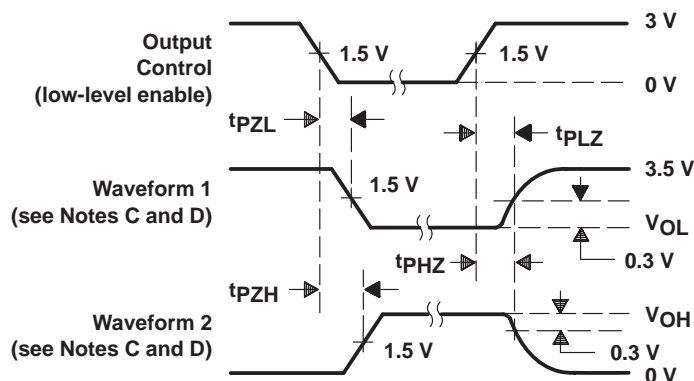 3 V
Output
Control
(low-level enable)
1.5 V
1.5 V
0 V
tPZL
tPLZ
3.5 V
Waveform 1
(see Notes C and D)
1.5 V
VOL
tPHZ
0.3 V
tPZH
VOH
Waveform 2
(see Notes C and D)
1.5 V
0.3 V
0 V